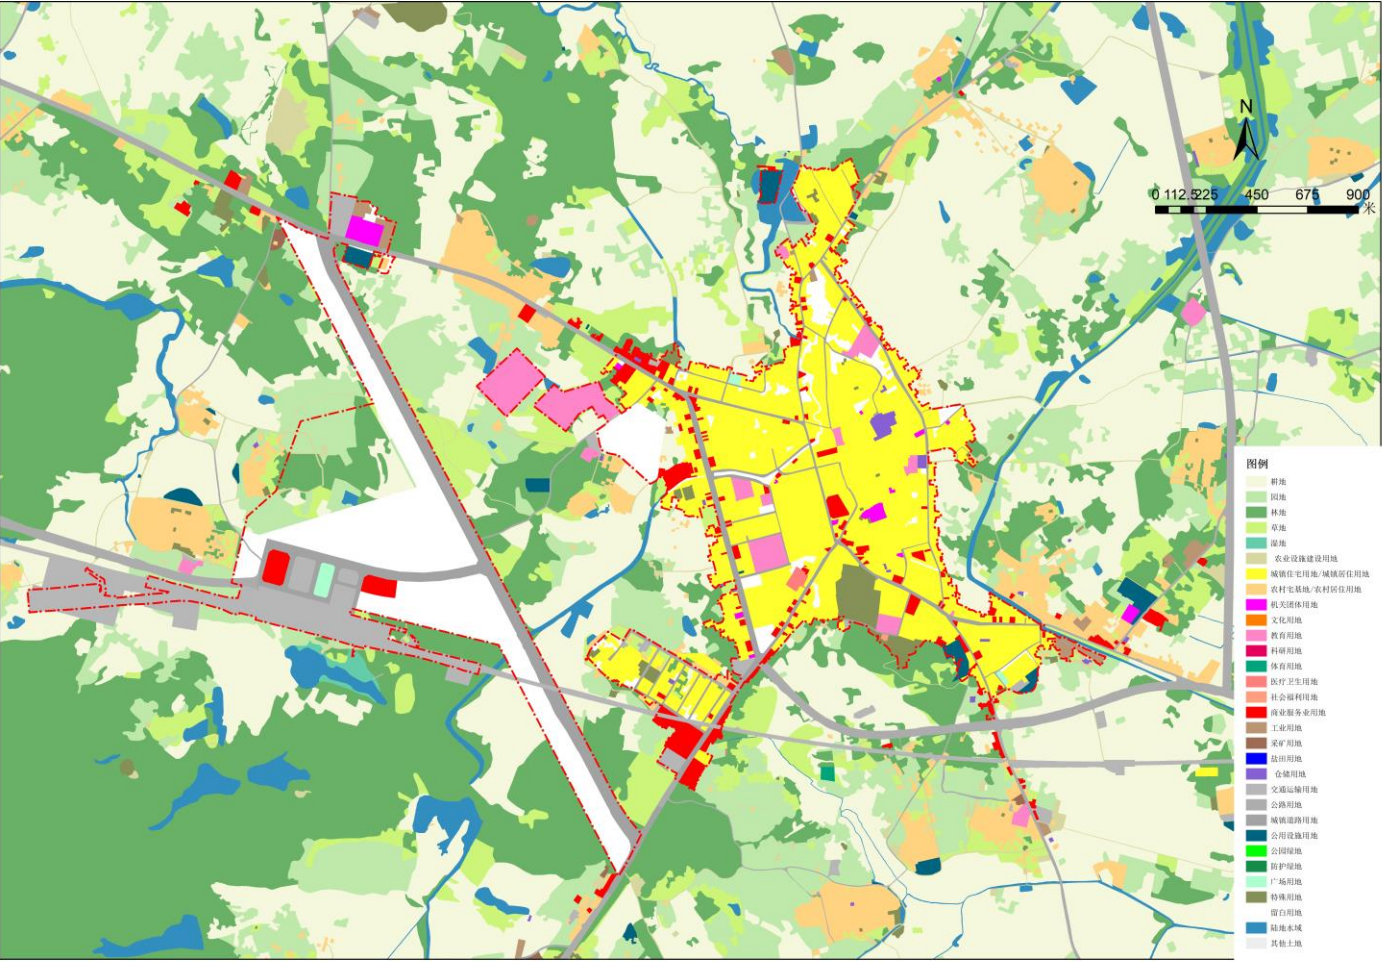 N
0 112.5225 450 675 900
米
图例
耕地
园地
林地
草地
湿地
农业设施建设用地
城镇住宅用地/城镇居住用地
农村宅基地/农村居住用地
机关团体用地
文化用地
教育用地
科研用地
体育用地
医疗卫生用地
社会福利用地
商业服务业用地
工业用地
采矿用地
盐田用地
仓储用地
交通运输用地
公路用地
城镇道路用地
公用设施用地
公园绿地
防护绿地
广场用地
特殊用地
留白用地
陆地水域
其他土地